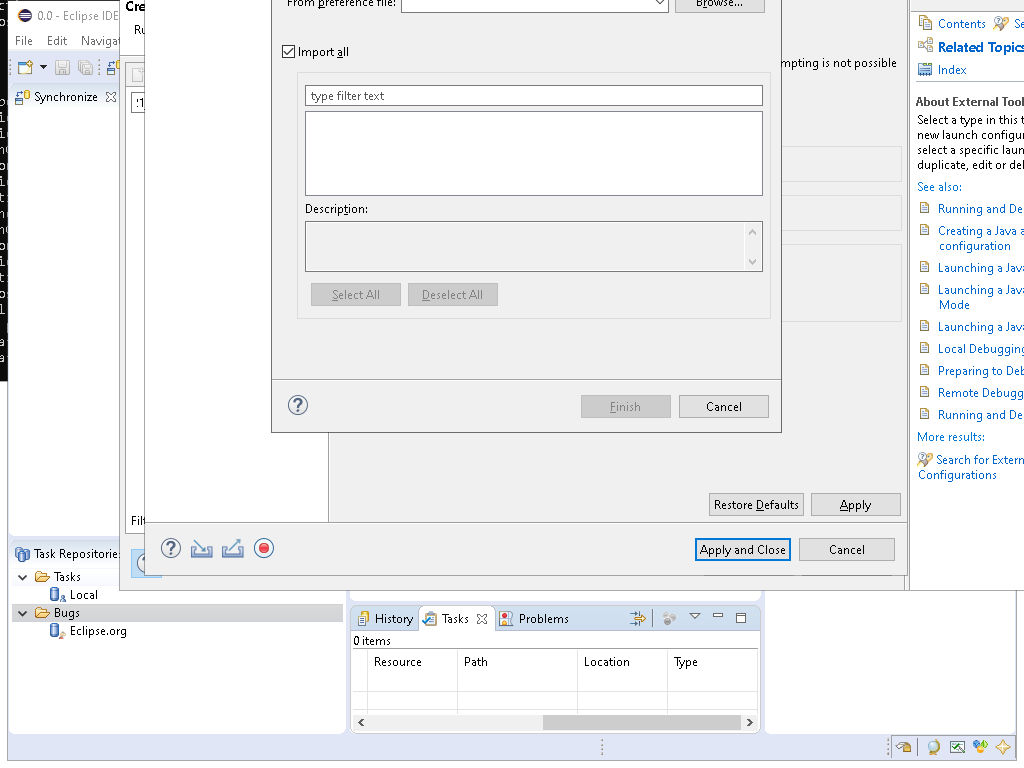 0.0 - Eclipse IDE
File Edit Navigat
Synchronize
Cre
Ru
From preference file:
Browse...
Import all
type filter text
Description:
Select All
Deselect All
Finish
Cancel
mpting is not possible
Restore Defaults
Apply
Filt
Apply and Close
Cancel
Contents
Se
Related Topics
Index
About External Tool
Select a type in this t
new launch configu
select a specific laun
duplicate, edit or del
See also:
Running and De
Creating a Java a
configuration
Launching a Java
Launching a Java
Mode
Launching a Java
Local Debugging
Preparing to Deb
Remote Debugg
Running and De
More results:
Search for Extern
Configurations
Task Repositories
Tasks
Local
Bugs
Eclipse.org
History
Tasks
Problems
0 items
Resource
Path
Location
Type